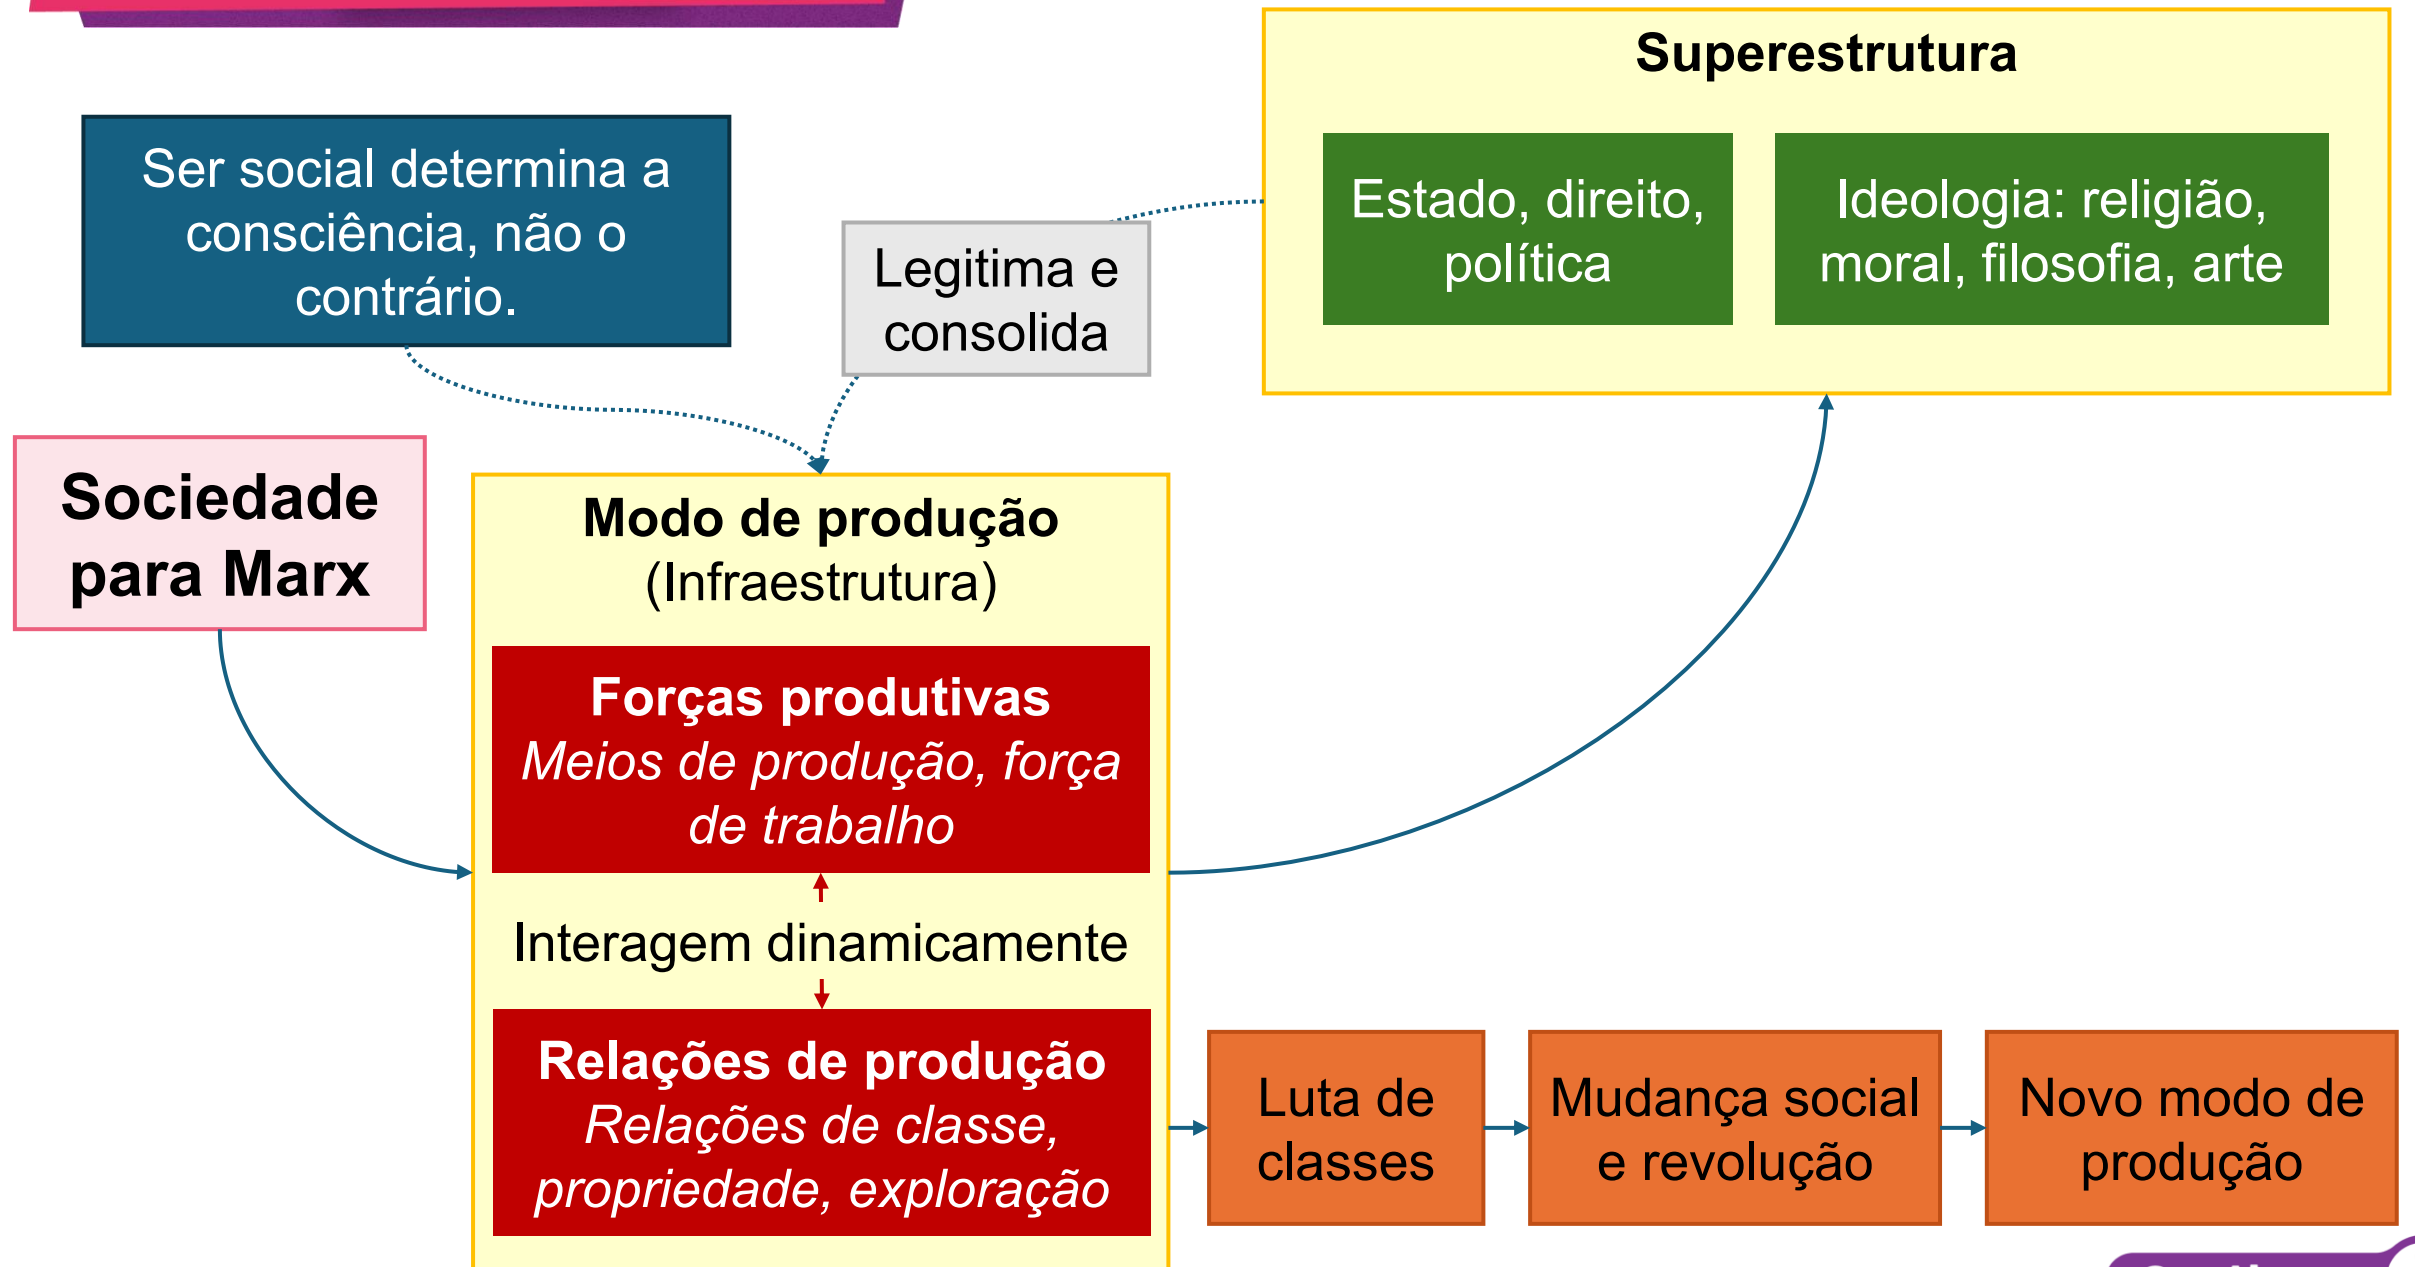 Superestrutura
Ser social determina a
consciência, não o
contrário.
Estado, direito,
política
Ideologia: religião,
moral, filosofia, arte
Legitima e
consolida
Sociedade
para Marx
Modo de produção
(Infraestrutura)
Forças produtivas
Meios de produção, força
de trabalho
Interagem dinamicamente
Relações de produção
Relações de classe,
propriedade, exploração
Luta de
classes
Mudança social
e revolução
Novo modo de
produção